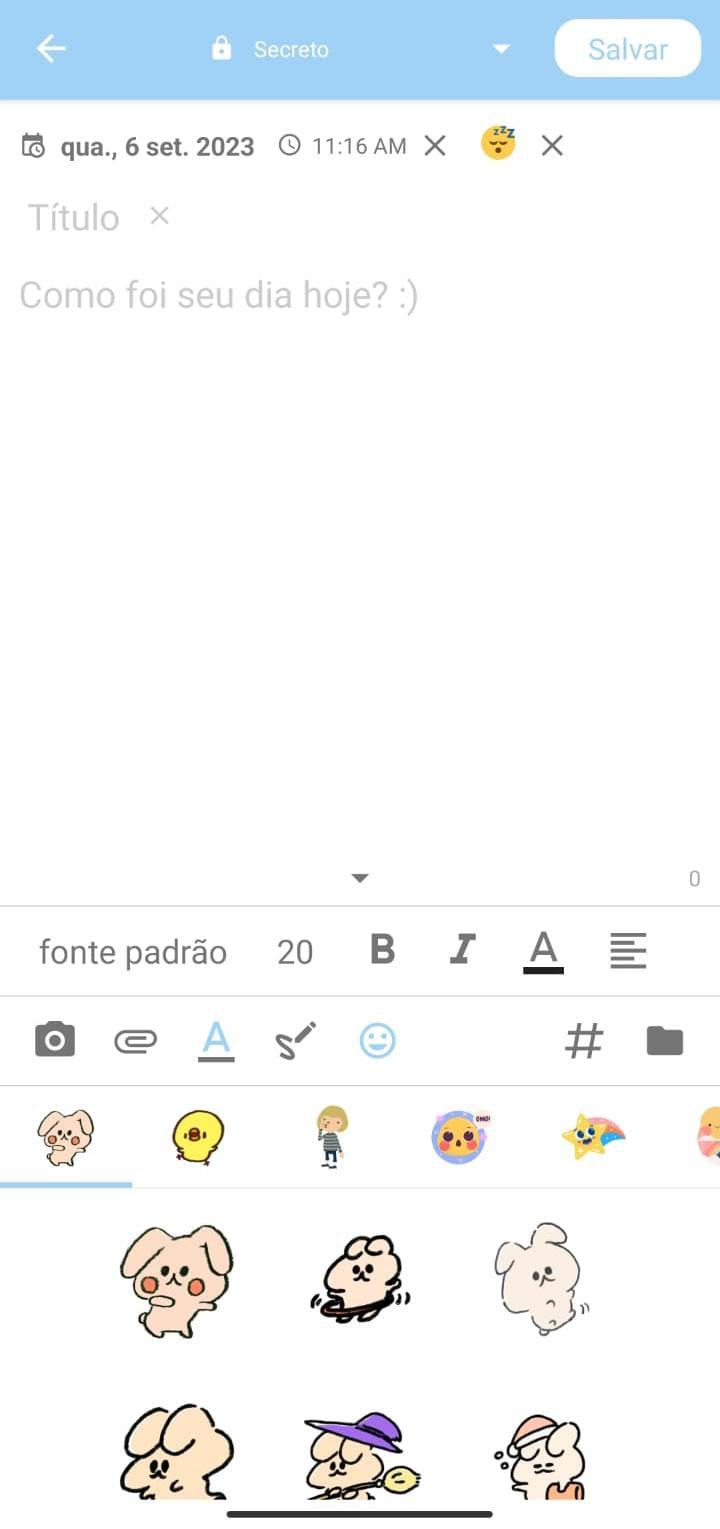 Secreto
Salvar
qua., 6 set. 2023 11:16 AM zzZ
Título
Como foi seu dia hoje? :)
0
fonte padrão 20 B I A
A #
OMG!